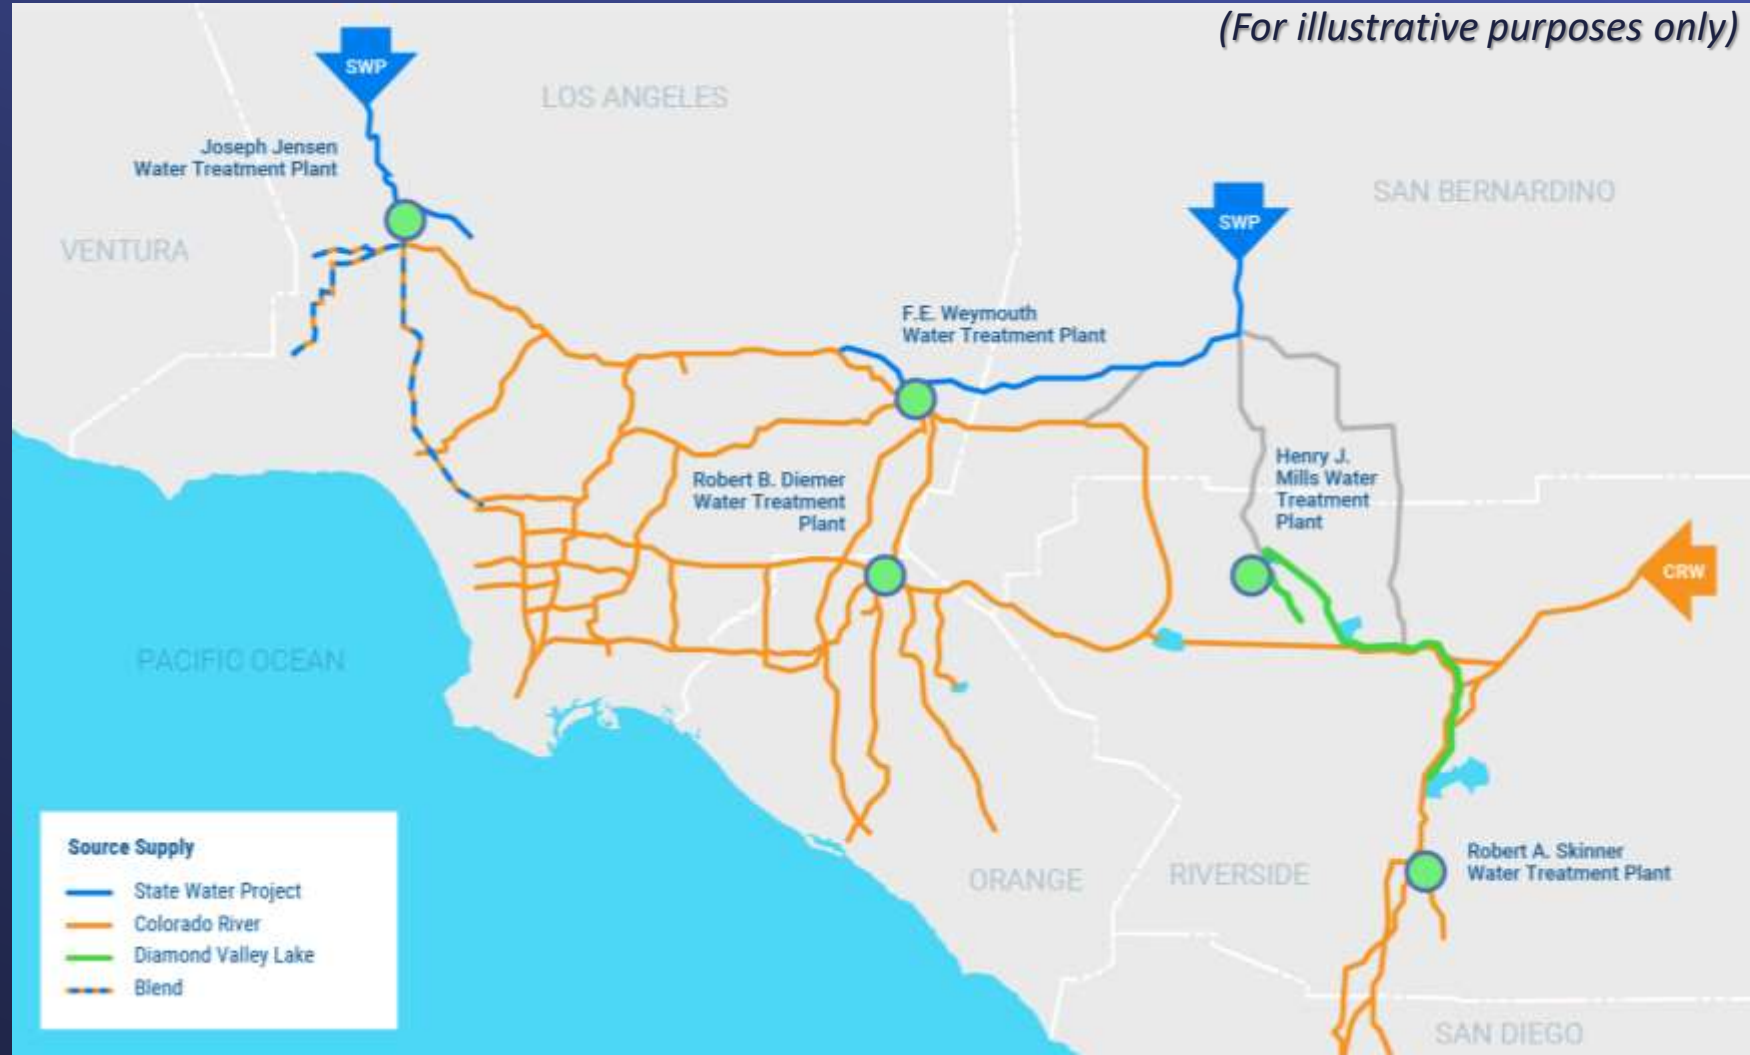 (For illustrative purposes only)
SWP
LOS ANGELES
Joseph Jensen
Water Treatment Plant
SAN BERNARDINO
SWP
VENTURA
F.E. Weymouth
Water Treatment Plant
Robert B. Diemer
Water Treatment
Plant
Henry J.
Mills Water
Treatment
Plant
CRW
PACIFIC OCEAN
Source Supply
State Water Project
Colorado River
Diamond Valley Lake
Blend
ORANGE
RIVERSIDE
Robert A. Skinner
Water Treatment Plant
SAN DIEGO